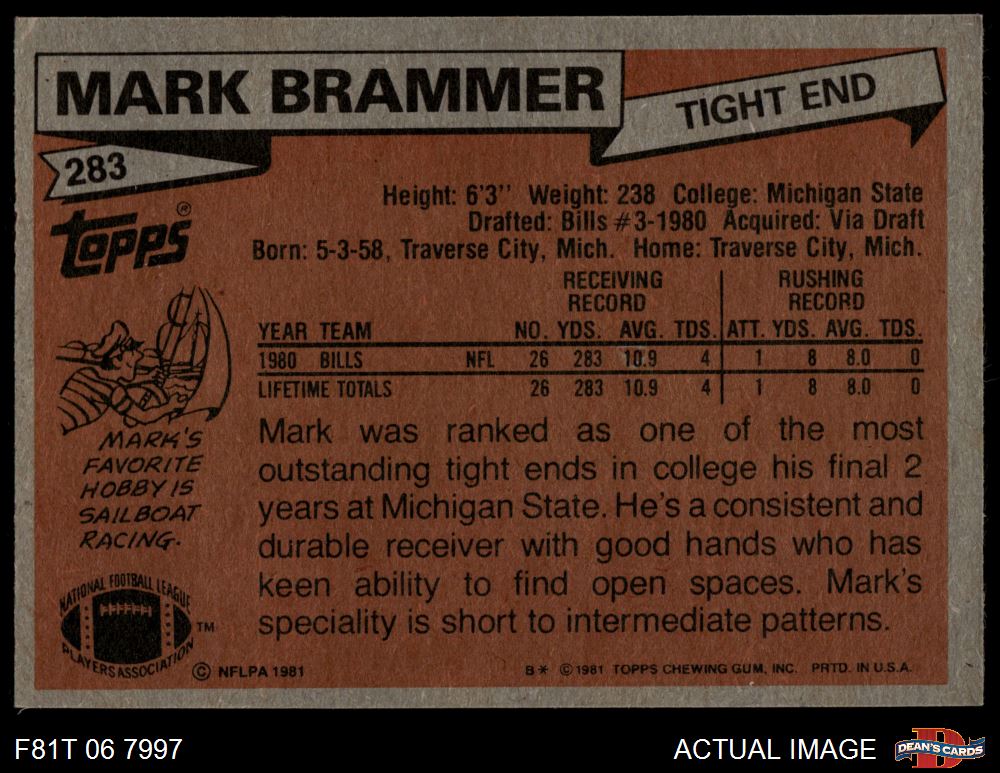 MARK BRAMMER
TIGHT END
283
Topps®
Height: 6'3'' Weight: 238 College: Michigan State
Drafted: Bills #3-1980 Acquired: Via Draft
Born: 5-3-58, Traverse City, Mich. Home: Traverse City, Mich.
RECEIVING RECORD RUSHING RECORD
YEAR TEAM NO. YDS. AVG. TDS. ATT. YDS. AVG. TDS.
1980 BILLS NFL 26 283 10.9 4 1 8 8.0 0
LIFETIME TOTALS 26 283 10.9 4 1 8 8.0 0
MARK'S
FAVORITE
HOBBY IS
SAILBOAT
RACING.
Mark was ranked as one of the most
outstanding tight ends in college his final 2
years at Michigan State. He's a consistent and
durable receiver with good hands who has
keen ability to find open spaces. Mark's
speciality is short to intermediate patterns.
NATIONAL FOOTBALL LEAGUE
PLAYERS ASSOCIATION
TM
© NFLPA 1981
B* © 1981 TOPPS CHEWING GUM, INC. PRTD. IN U.S.A.
F81T 06 7997
ACTUAL IMAGE
D
DEAN'S CARDS